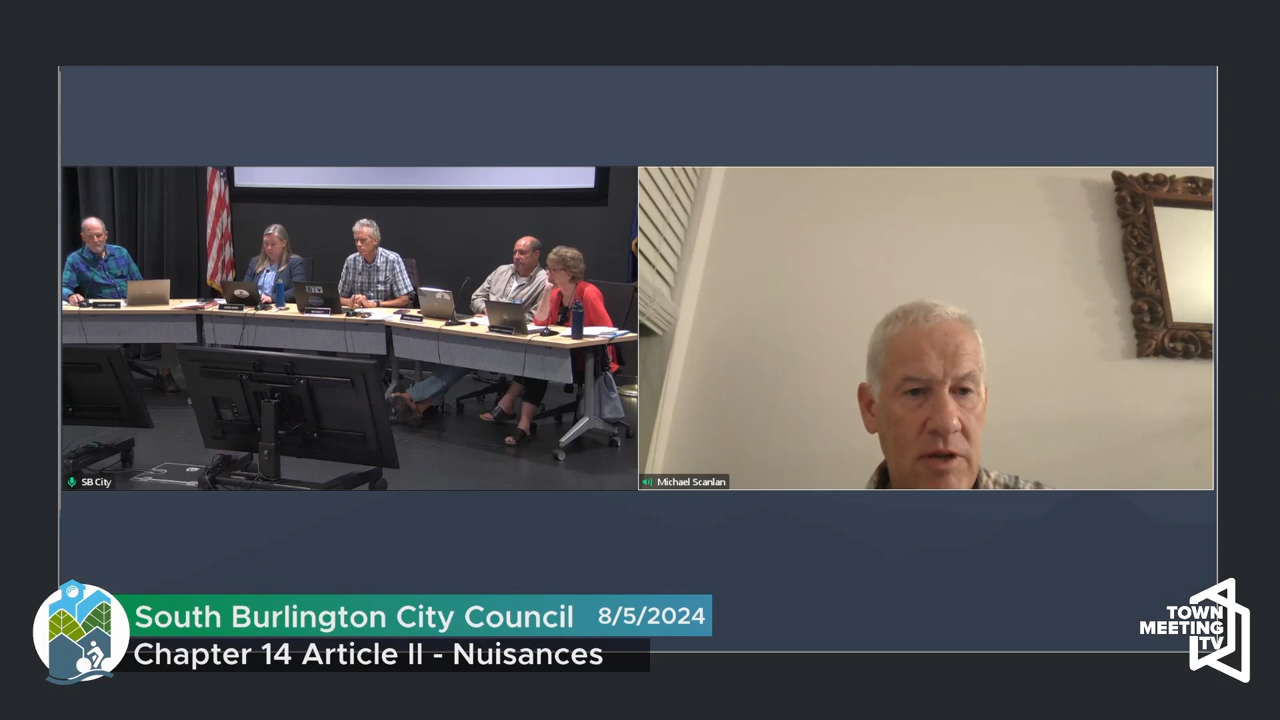 SB City
Michael Scanlan
South Burlington City Council 8/5/2024
Chapter 14 Article II - Nuisances
TOWN
MEETING
TV